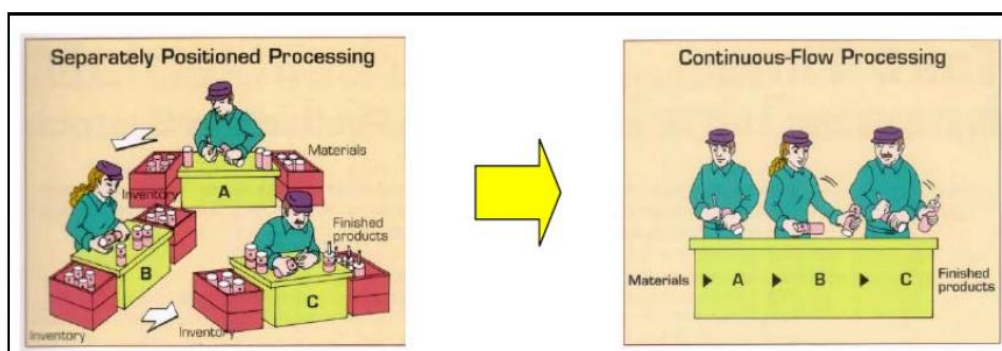 Separately Positioned Processing
Materials
A
Inventory
Finished
products
B
C
Inventory
Inventory
Continuous-Flow Processing
Materials ▶ A ▶ B ▶ C Finished
products